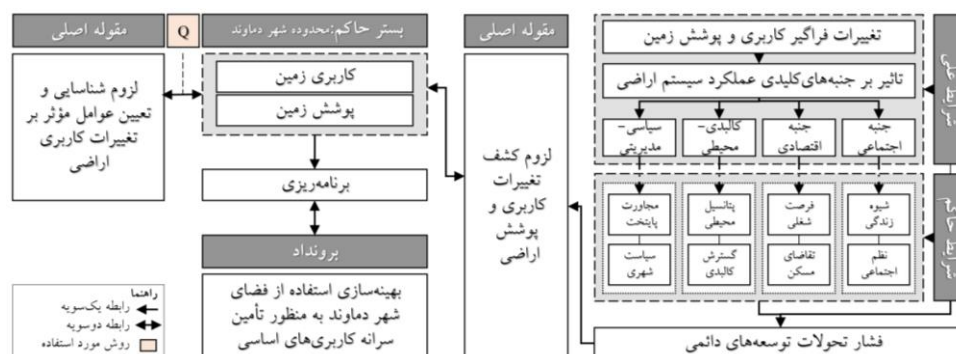 شرایط علی
تغییرات فراگیر کاربری و پوشش زمین
تاثیر بر جنبه‌های کلیدی عملکرد سیستم اراضی
جنبه
اجتماعی
جنبه
اقتصادی
کالبدی-
محیطی
سیاسی-
مدیریتی
شرایط حاکم
شیوه
زندگی
فرصت
شغلی
پتانسیل
محیطی
مجاورت
پایتخت
نظم
اجتماعی
تقاضای
مسکن
گسترش
کالبدی
سیاست
شهری
فشار تحولات توسعه‌های دائمی
مقوله اصلی
لزوم کشف
تغییرات
کاربری و
پوشش
اراضی
بستر حاکم:محدوده شهر دماوند
کاربری زمین
پوشش زمین
برنامه‌ریزی
برونداد
بهینه‌سازی استفاده از فضای
شهر دماوند به منظور تأمین
سرانه کاربری‌های اساسی
Q
مقوله اصلی
لزوم شناسایی و
تعیین عوامل مؤثر بر
تغییرات کاربری
اراضی
راهنما
رابطه یک‌سویه
رابطه دوسویه
روش مورد استفاده